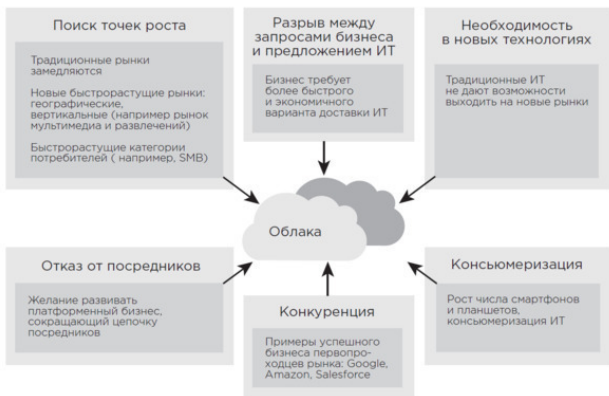 Поиск точек роста
Традиционные рынки
замедляются
Новые быстрорастущие рынки:
географические,
вертикальные (например рынок
мультимедиа и развлечений)
Быстрорастущие категории
потребителей ( например, SMB)
Разрыв между
запросами бизнеса
и предложением ИТ
Бизнес требует
более быстрого
и экономичного
варианта доставки ИТ
Необходимость
в новых технологиях
Традиционные ИТ
не дают возможности
выходить на новые рынки
Облака
Отказ от посредников
Желание развивать
платформенный бизнес,
сокращающий цепочку
посредников
Конкуренция
Примеры успешного
бизнеса первопро-
ходцев рынка: Google,
Amazon, Salesforce
Консьюмеризация
Рост числа смартфонов
и планшетов,
консьюмеризация ИТ